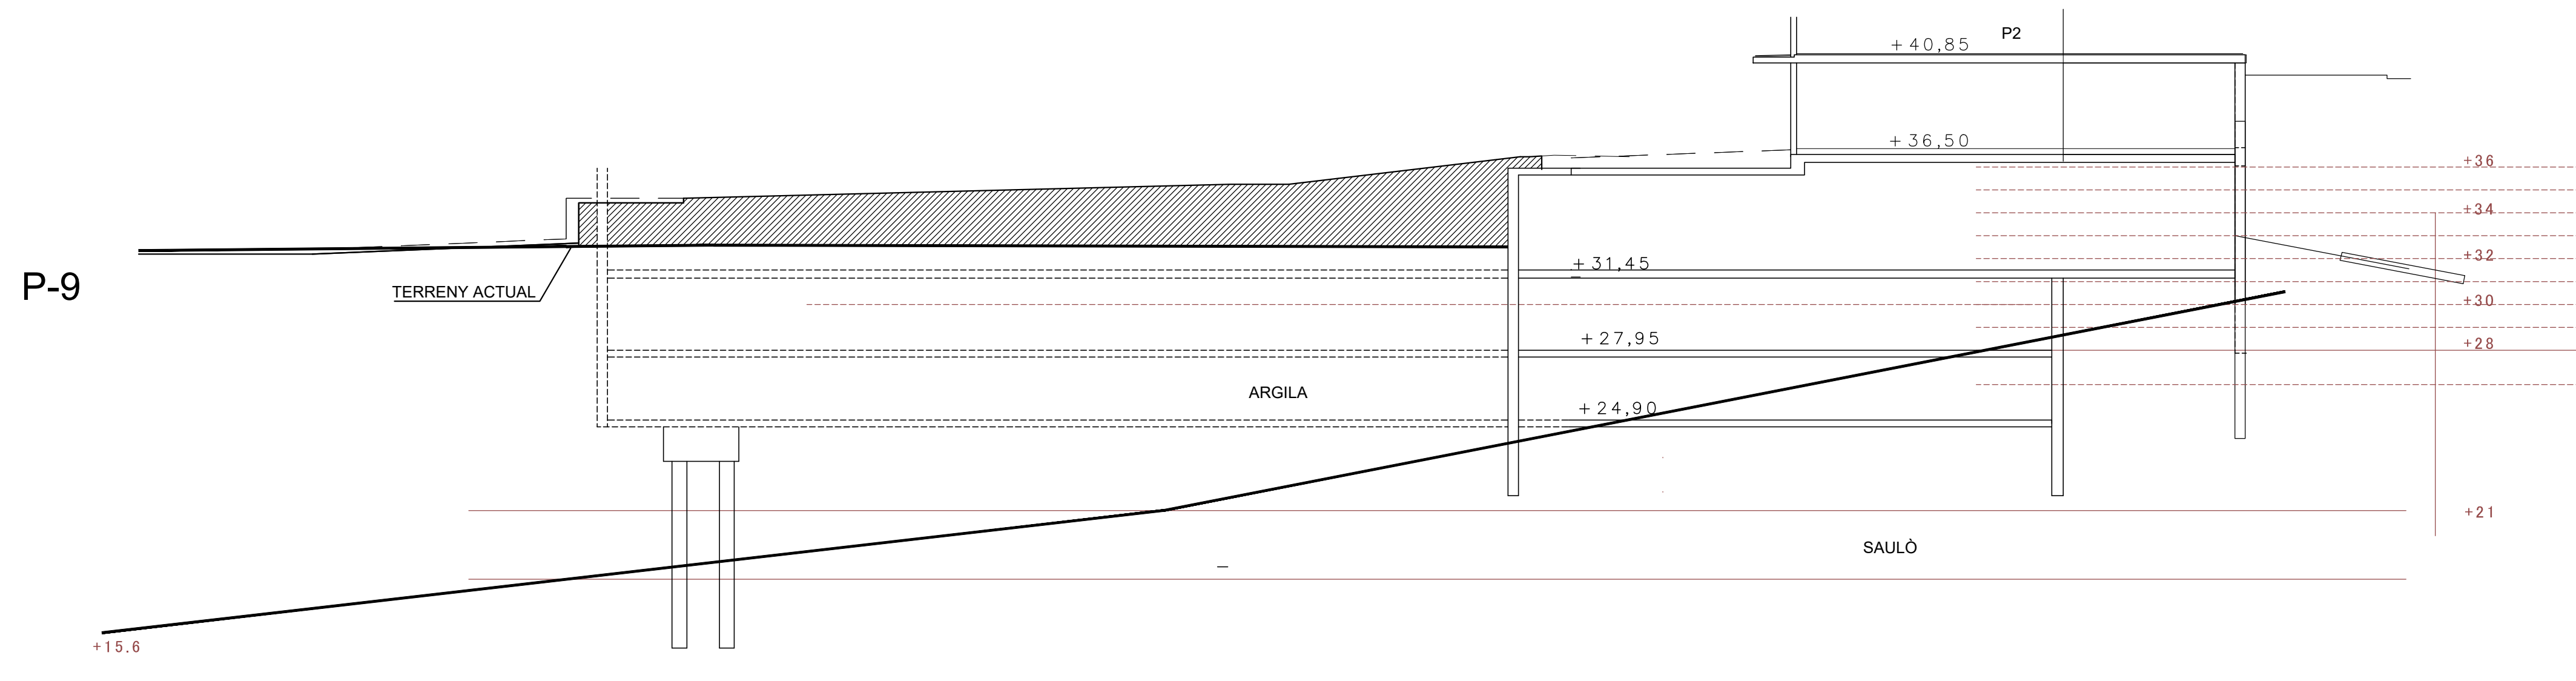 P2
+40,85
+36,50
+36
+34
+31,45
+32
P-9
TERRENY ACTUAL
+30
+27,95
+28
ARGILA
+24,90
+21
SAULÒ
+15.6